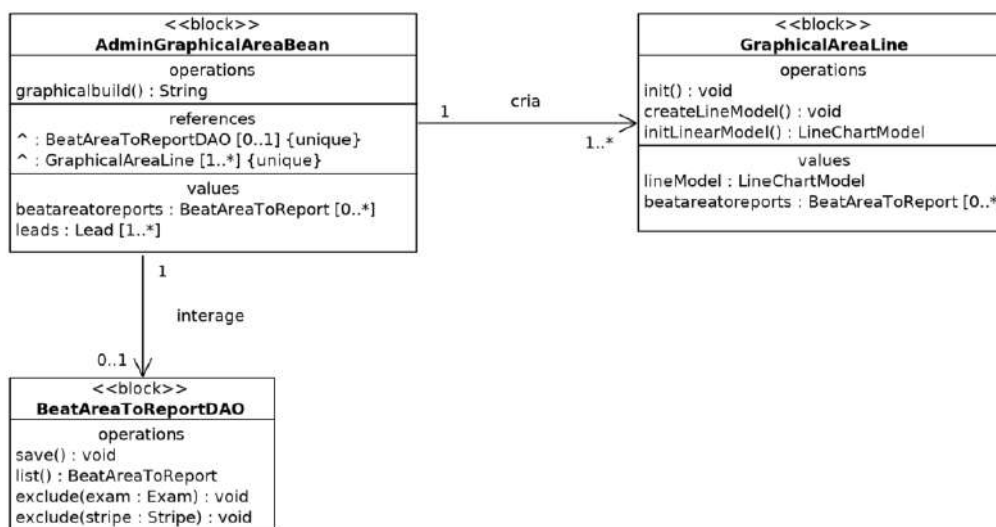 <<block>>
AdminGraphicalAreaBean
operations
graphicalbuild() : String
references
^ : BeatAreaToReportDAO [0..1] {unique}
^ : GraphicalAreaLine [1..*] {unique}
values
beatareatoreports : BeatAreaToReport [0..*]
leads : Lead [1..*]
1
cria
1..*
<<block>>
GraphicalAreaLine
operations
init() : void
createLineModel() : void
initLinearModel() : LineChartModel
values
lineModel : LineChartModel
beatareatoreports : BeatAreaToReport [0..*
1
interage
0..1
<<block>>
BeatAreaToReportDAO
operations
save() : void
list() : BeatAreaToReport
exclude(exam : Exam) : void
exclude(stripe : Stripe) : void